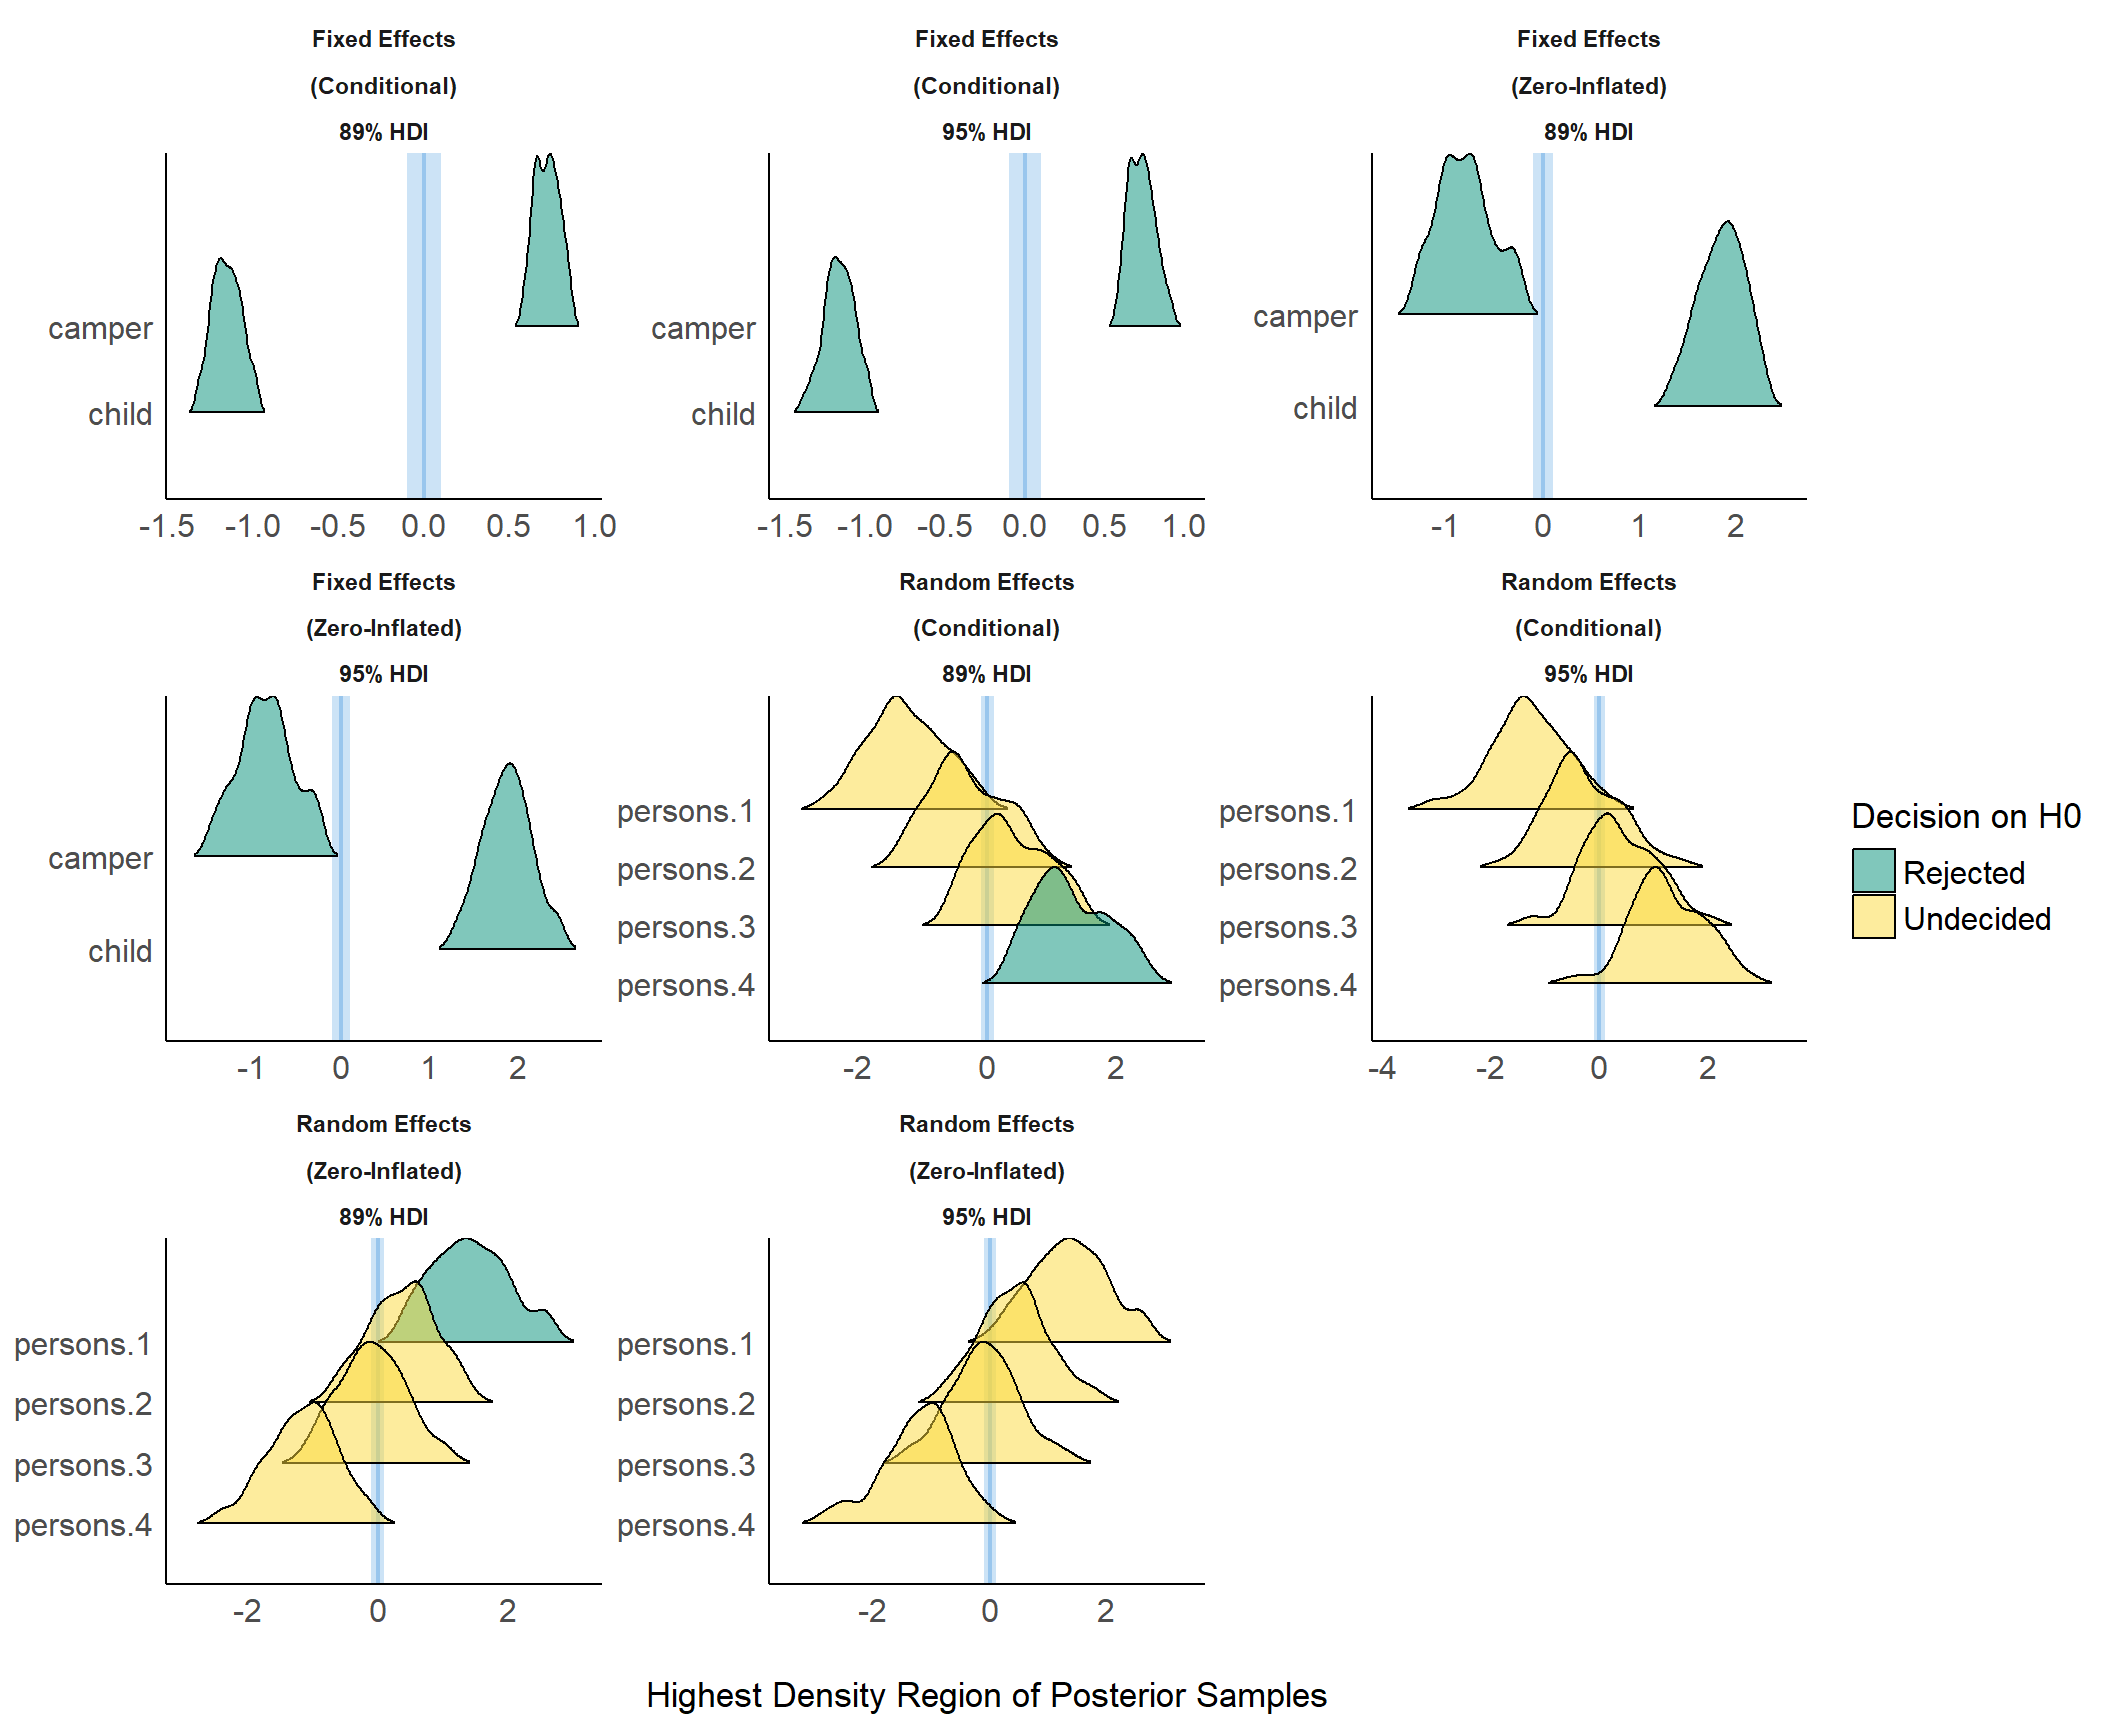 Fixed Effects
(Conditional)
89% HDI
camper
child
-1.5 -1.0 -0.5 0.0 0.5 1.0
Fixed Effects
(Conditional)
95% HDI
camper
child
-1.5 -1.0 -0.5 0.0 0.5 1.0
Fixed Effects
(Zero-Inflated)
89% HDI
camper
child
-1 0 1 2
Fixed Effects
(Zero-Inflated)
95% HDI
camper
child
-1 0 1 2
Random Effects
(Conditional)
89% HDI
persons.1
persons.2
persons.3
persons.4
-2 0 2
Random Effects
(Conditional)
95% HDI
persons.1
persons.2
persons.3
persons.4
-4 -2 0 2
Decision on H0
Rejected
Undecided
Random Effects
(Zero-Inflated)
89% HDI
persons.1
persons.2
persons.3
persons.4
-2 0 2
Random Effects
(Zero-Inflated)
95% HDI
persons.1
persons.2
persons.3
persons.4
-2 0 2
Highest Density Region of Posterior Samples